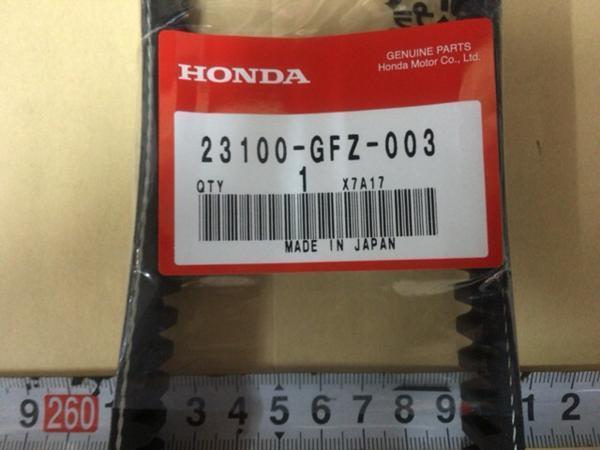 HONDA
GENUINE PARTS
Honda Motor Co., Ltd.
23100-GFZ-003
QTY 1 X7A17
MADE IN JAPAN
9 260 1 3 4 5 6 7 8 9 1 2